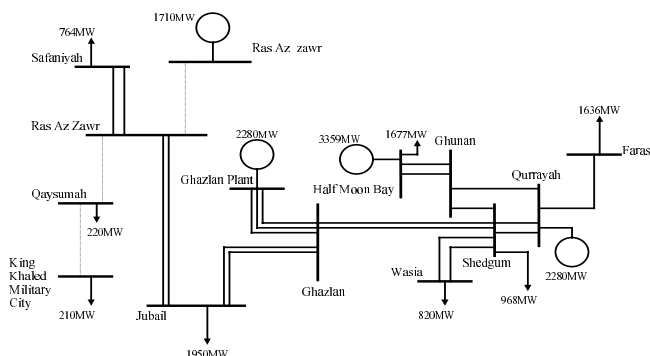 1710MW
764MW
Safaniyah
Ras Az zawr
Ras Az Zawr
2280MW
3359MW
1677MW
Ghunan
1636MW
Faras
Ghazlan Plant
Half Moon Bay
Qurrayah
Qaysumah
220MW
King
Khaled
Military
City
210MW
Jubail
1950MW
Ghazlan
Wasia
820MW
Shedgum
968MW
2280MW